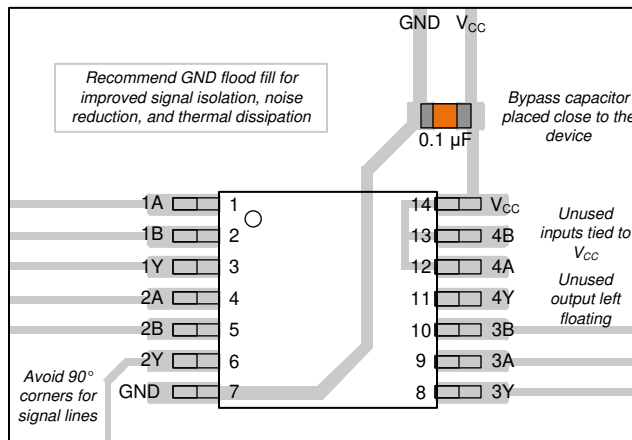 GND VCC
Recommend GND flood fill for
improved signal isolation, noise
reduction, and thermal dissipation
Bypass capacitor
placed close to the
device
0.1 µF
1A 1 14 VCC
1B 2 13 4B
1Y 3 12 4A
2A 4 11 4Y
2B 5 10 3B
2Y 6 9 3A
GND 7 8 3Y
Unused
inputs tied to
VCC
Unused
output left
floating
Avoid 90°
corners for
signal lines